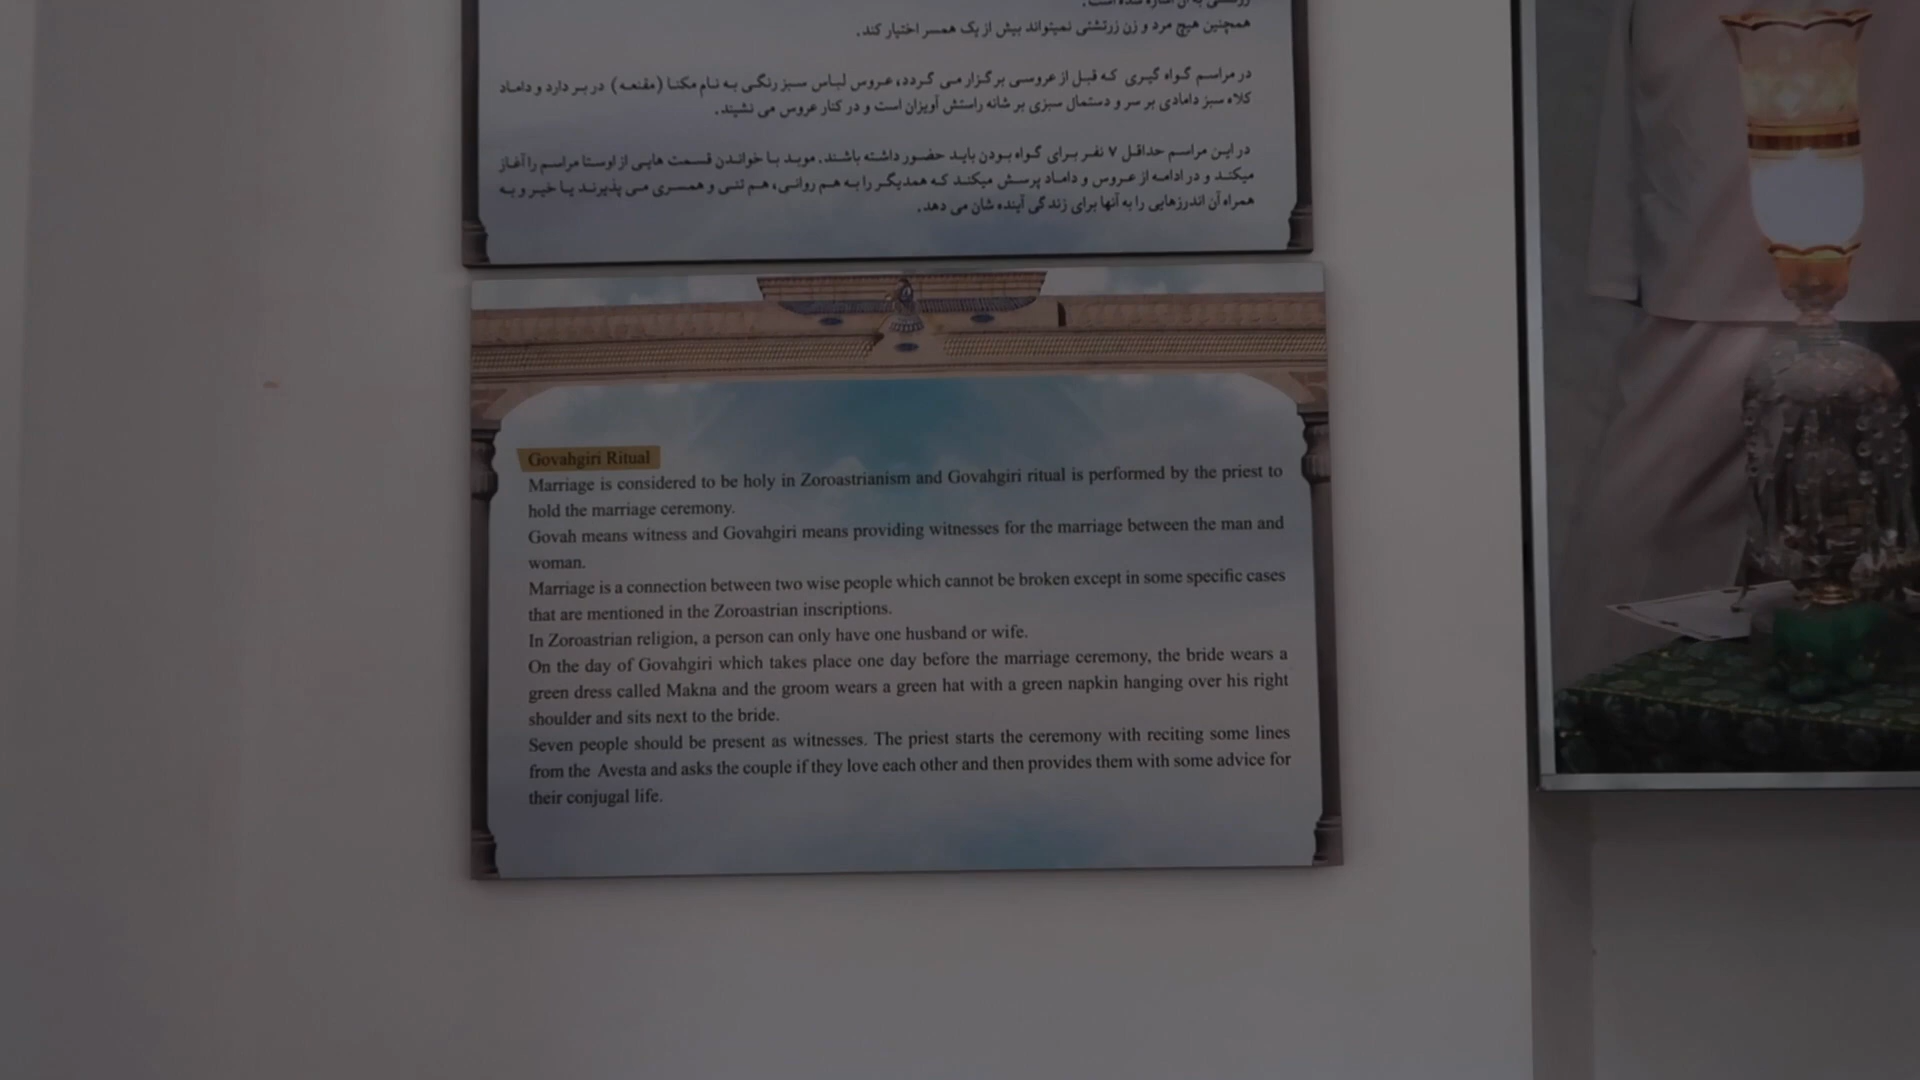 همچنین هیچ مرد و زن زرتشتی نمیتواند بیش از یک همسر اختیار کند.
در مراسم گواه گیری که قبل از عروسی برگزار می گردد، عروس لباس سبز رنگی به نام مکنا (مقنعه) در بر دارد و داماد
کلاه سبز دامادی بر سر و دستمال سبزی بر شانه راستش آویزان است و در کنار عروس می نشیند.
در این مراسم حداقل ۷ نفر برای گواه بودن باید حضور داشته باشند. موبد با خواندن قسمت هایی از اوستا مراسم را آغاز
میکند و در ادامه از عروس و داماد پرسش میکند که همدیگر را به هم روانی، هم تنی و همسری می پذیرند یا خیر و به
همراه آن اندرزهایی را به آنها برای زندگی آینده شان می دهد.
Govahgiri Ritual
Marriage is considered to be holy in Zoroastrianism and Govahgiri ritual is performed by the priest to
hold the marriage ceremony.
Govah means witness and Govahgiri means providing witnesses for the marriage between the man and
woman.
Marriage is a connection between two wise people which cannot be broken except in some specific cases
that are mentioned in the Zoroastrian inscriptions.
In Zoroastrian religion, a person can only have one husband or wife.
On the day of Govahgiri which takes place one day before the marriage ceremony, the bride wears a
green dress called Makna and the groom wears a green hat with a green napkin hanging over his right
shoulder and sits next to the bride.
Seven people should be present as witnesses. The priest starts the ceremony with reciting some lines
from the Avesta and asks the couple if they love each other and then provides them with some advice for
their conjugal life.